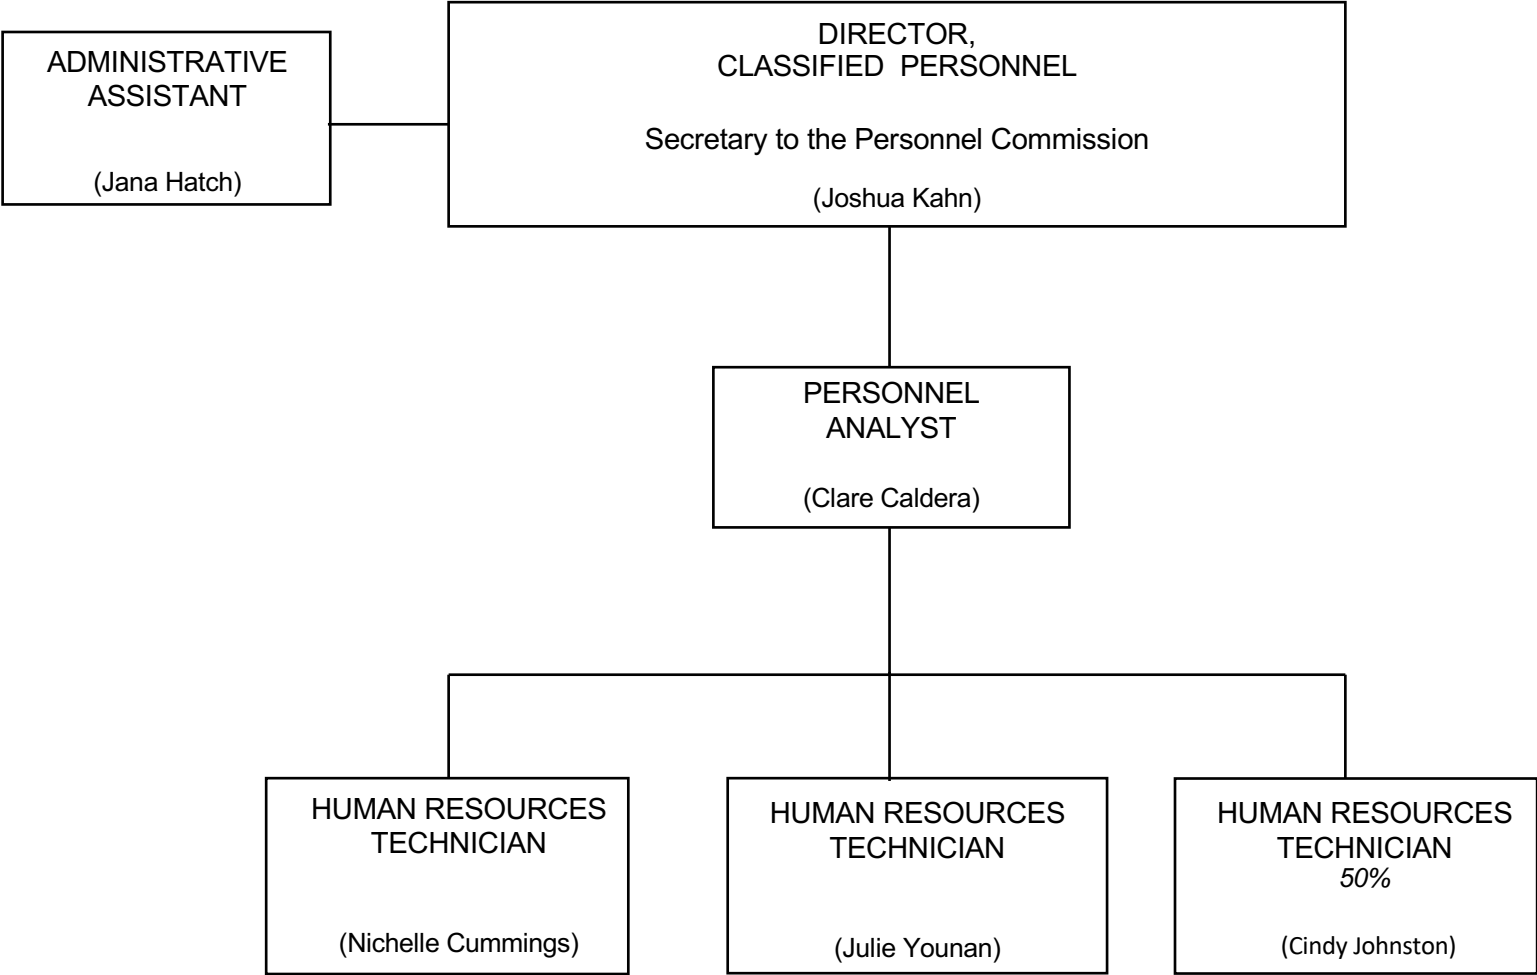 ADMINISTRATIVE
ASSISTANT
(Jana Hatch)
DIRECTOR,
CLASSIFIED PERSONNEL
Secretary to the Personnel Commission
(Joshua Kahn)
PERSONNEL
ANALYST
(Clare Caldera)
HUMAN RESOURCES
TECHNICIAN
(Nichelle Cummings)
HUMAN RESOURCES
TECHNICIAN
(Julie Younan)
HUMAN RESOURCES
TECHNICIAN
50%
(Cindy Johnston)